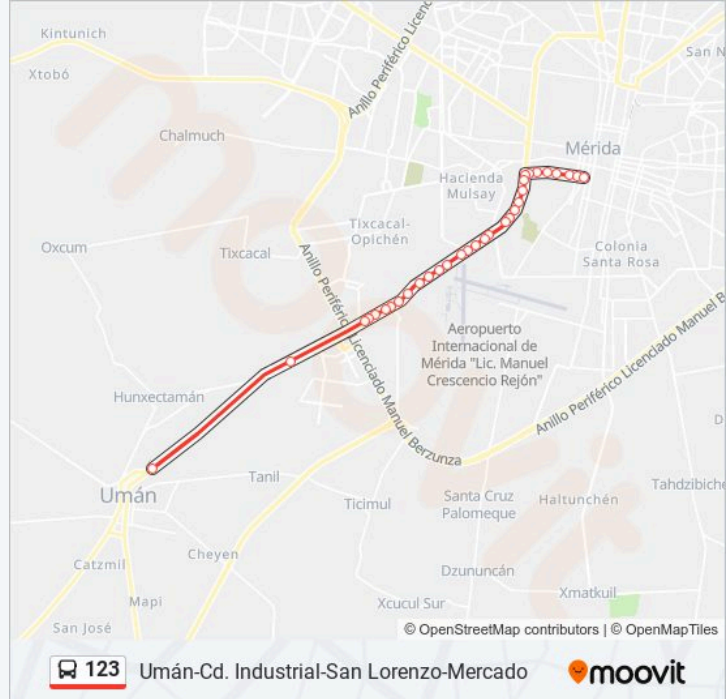 Kintunich
Xtobó
Anillo Periférico Licenc
San N
Chalmuch
Mérida
Hacienda
Mulsay
Tixcacal-
Opichén
Oxcum
Tixcacal
Colonia
Santa Rosa
Anillo Periférico Licenciado Manuel Berzunza
Aeropuerto
Internacional de
Mérida "Lic. Manuel
Crescencio Rejón"
Anillo Periférico Licenciado Manuel B
Hunxectamán
D
Umán
Tanil
Ticimul
Santa Cruz
Palomeque
Haltunchén
Tahdzibiche
Cheyen
Catzmil
Dzununcán
Mapi
Xcucul Sur
Xmatkuil
San José
moovit
© OpenStreetMap contributors | © OpenMapTiles
123 Umán-Cd. Industrial-San Lorenzo-Mercado moovit